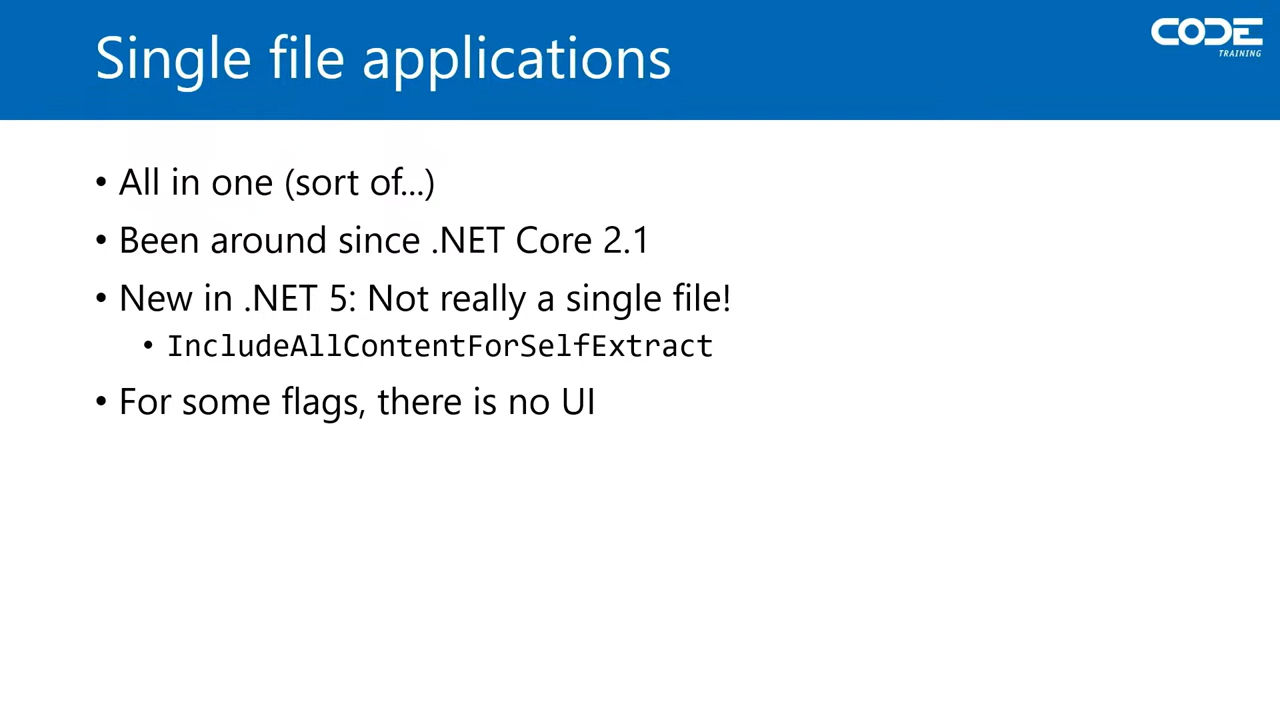 Single file applications
CODE
TRAINING
• All in one (sort of...)
• Been around since .NET Core 2.1
• New in .NET 5: Not really a single file!
• IncludeAllContentForSelfExtract
• For some flags, there is no UI